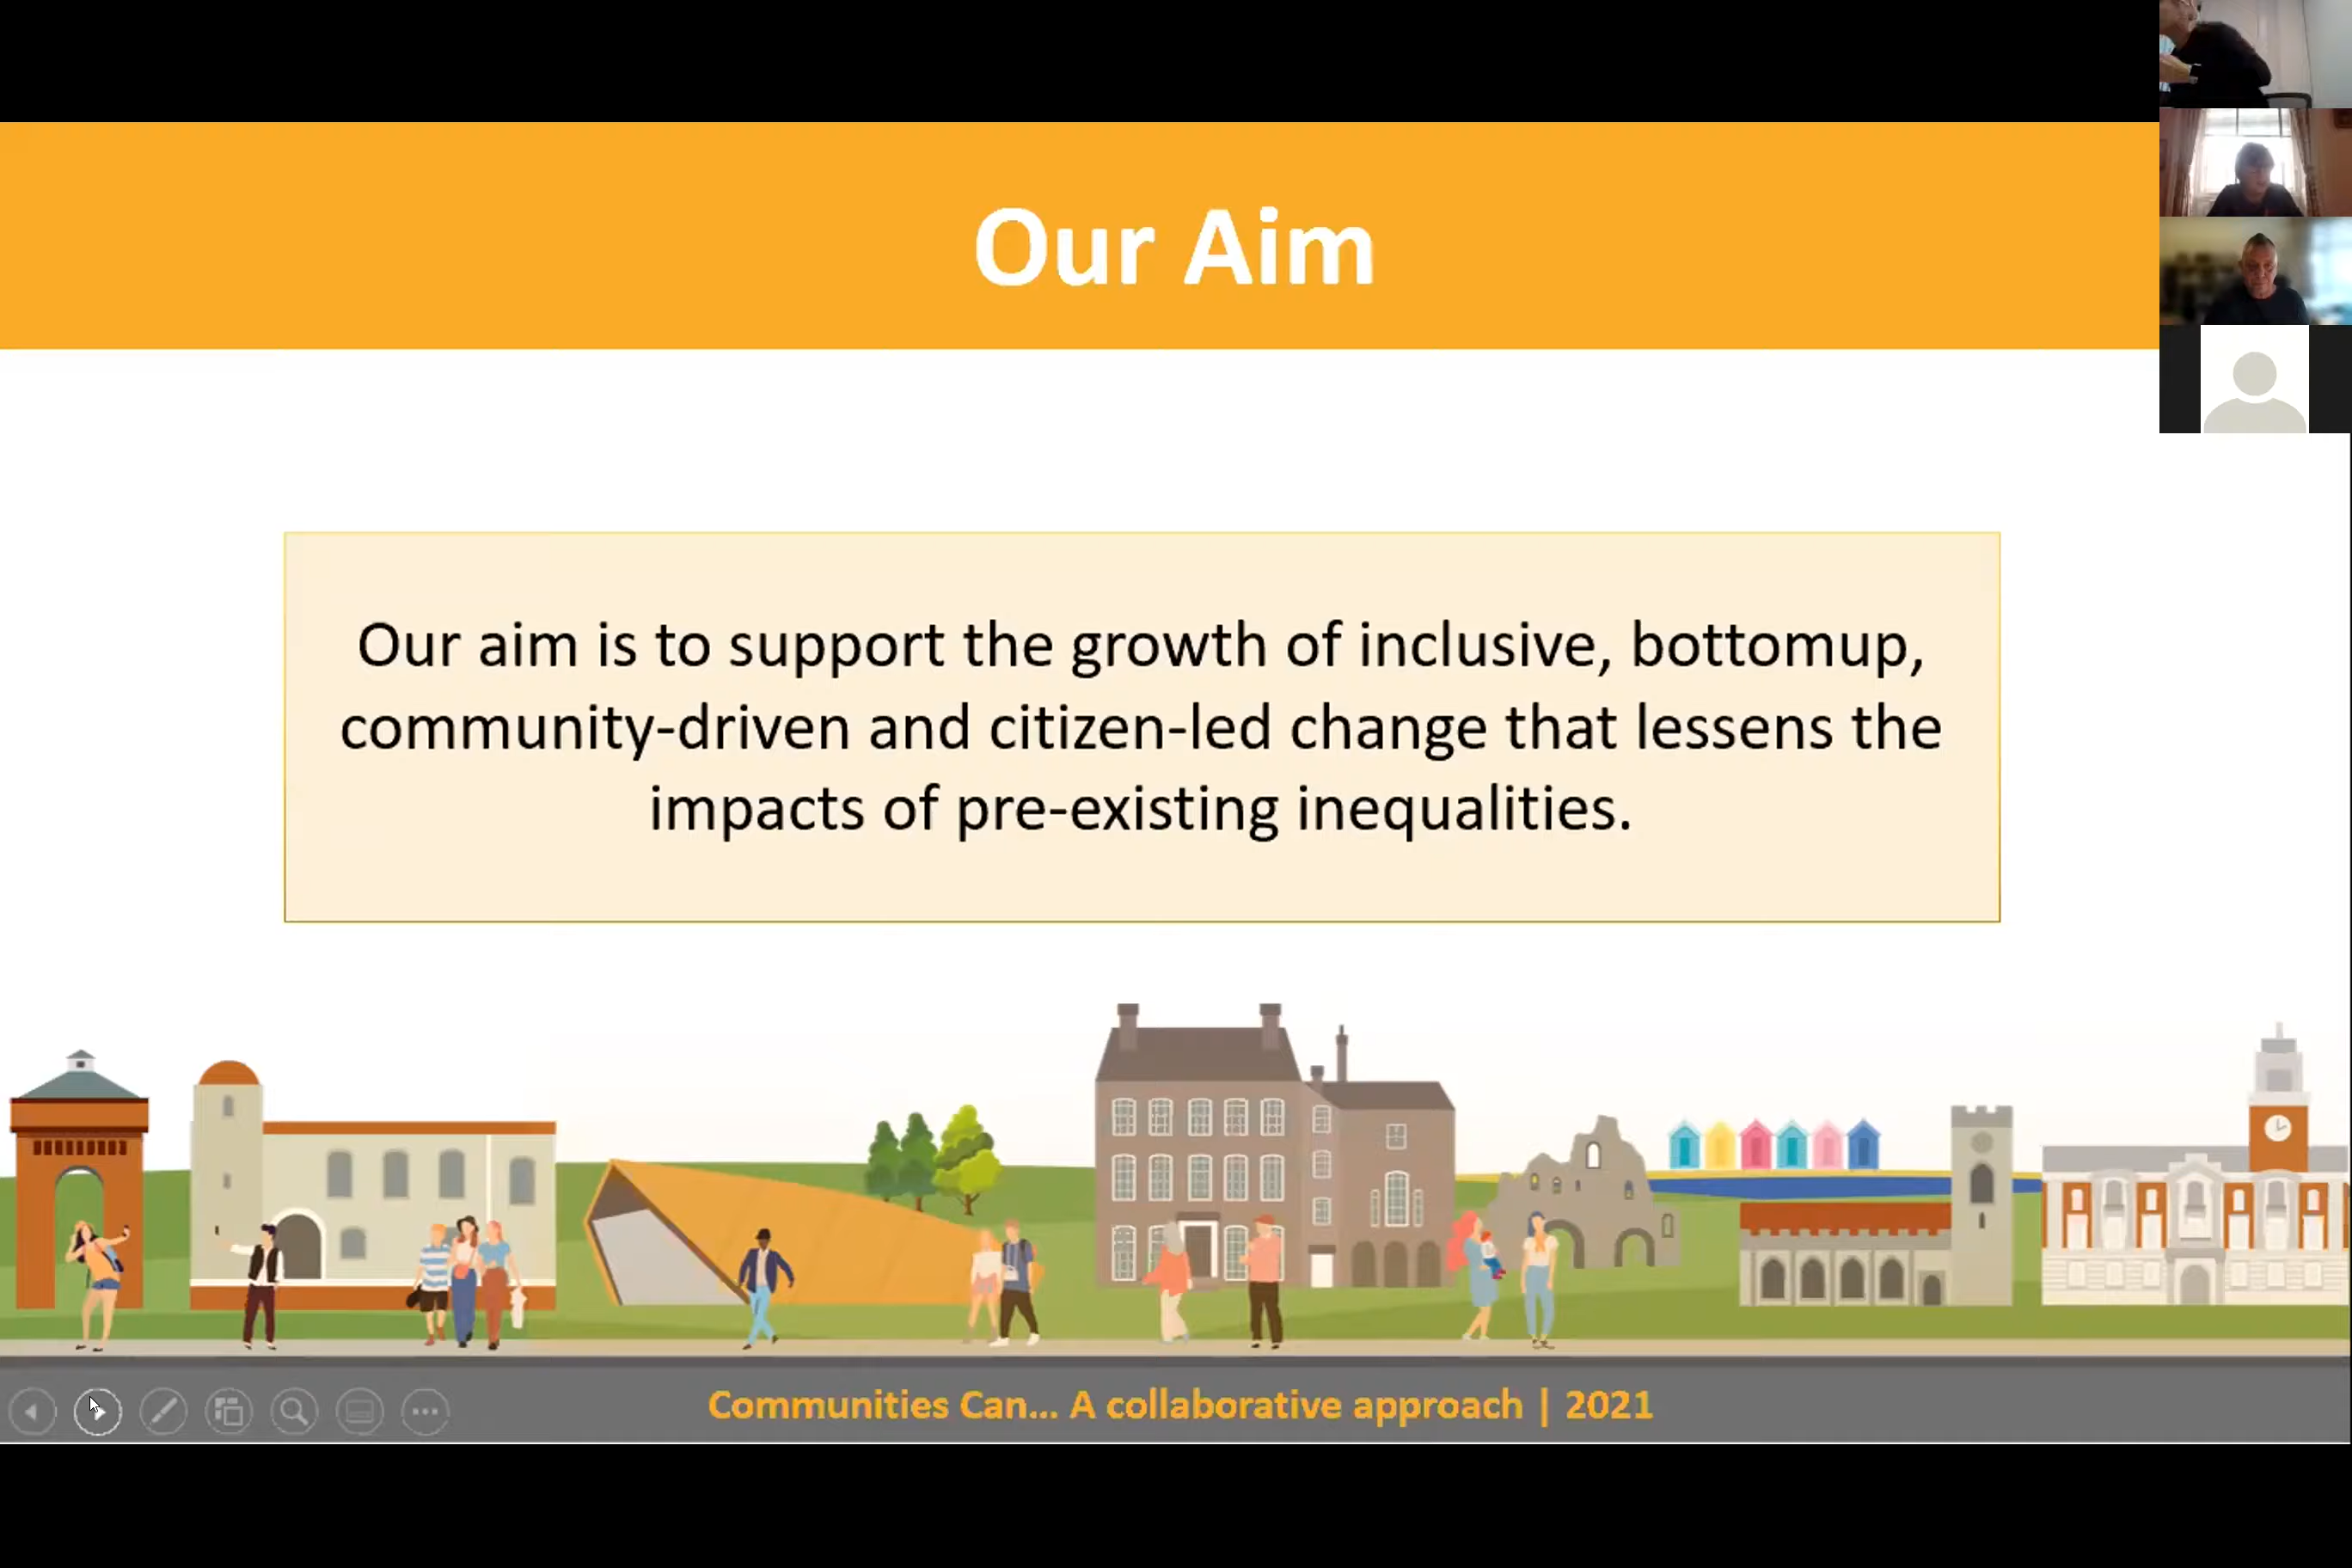 Our Aim
Our aim is to support the growth of inclusive, bottomup,
community-driven and citizen-led change that lessens the
impacts of pre-existing inequalities.
Communities Can... A collaborative approach | 2021